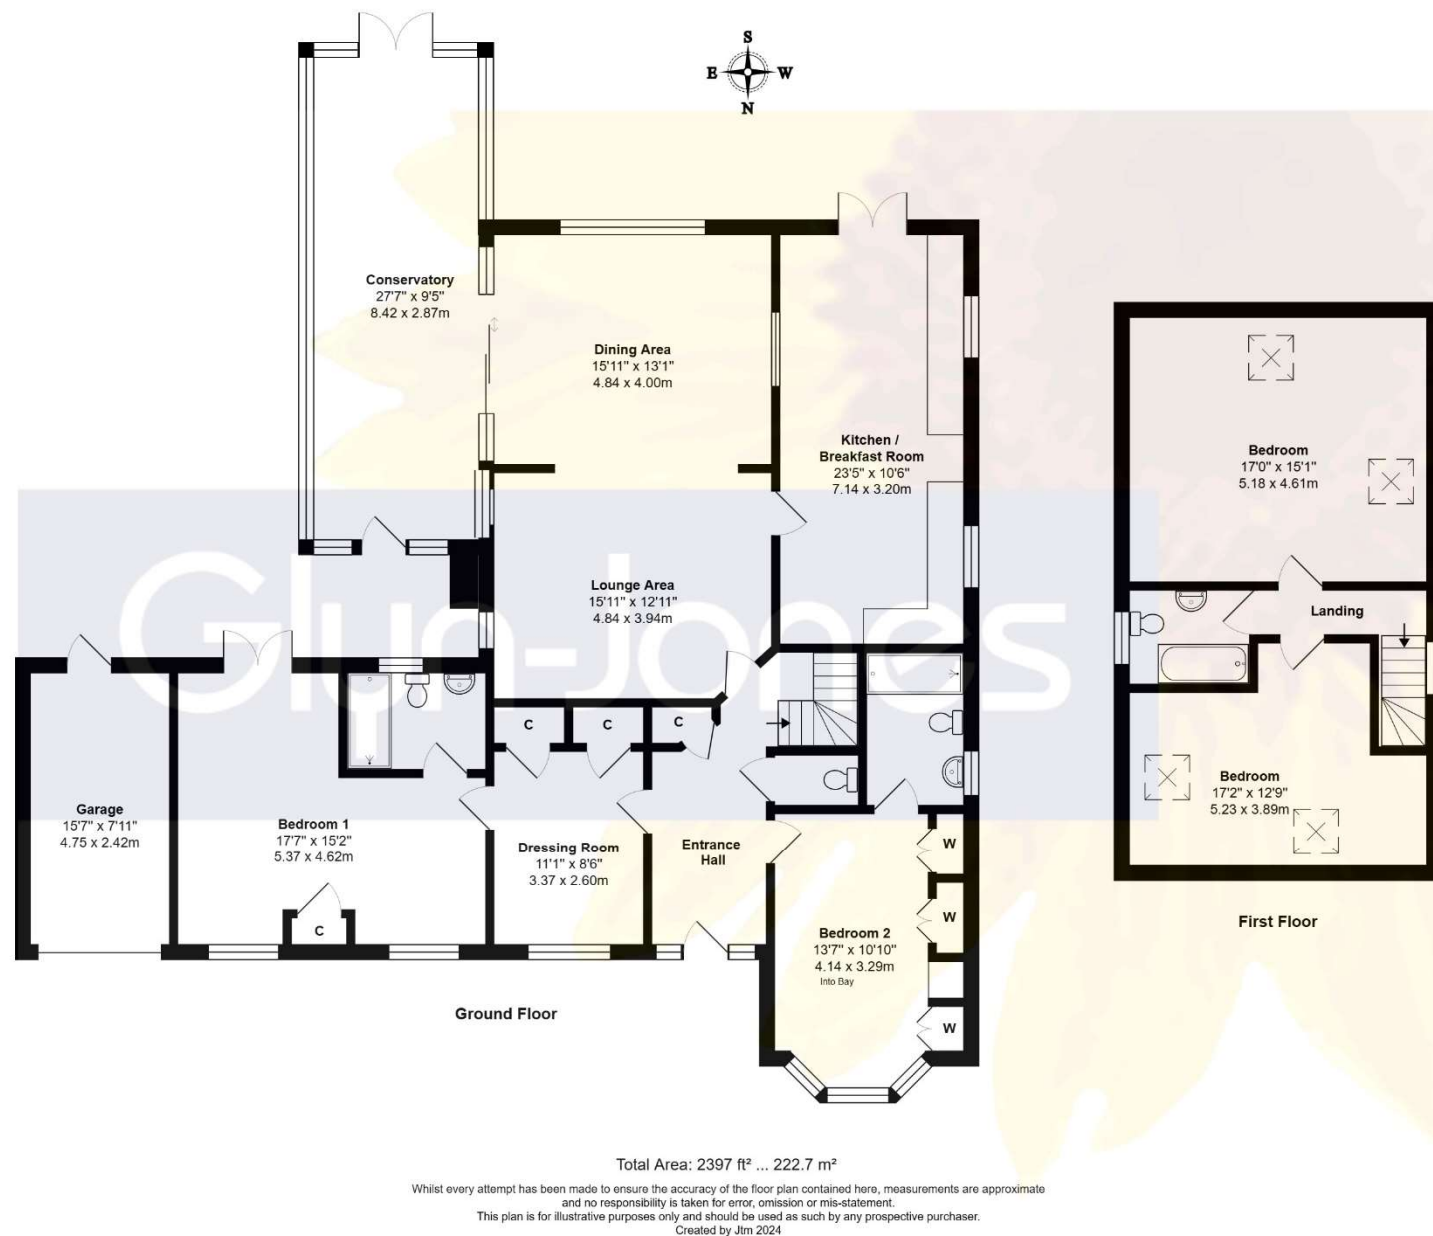 S
E W
N
Conservatory
27'7" x 9'5"
8.42 x 2.87m
Dining Area
15'11" x 13'1"
4.84 x 4.00m
Kitchen /
Breakfast Room
23'5" x 10'6"
7.14 x 3.20m
Lounge Area
15'11" x 12'11"
4.84 x 3.94m
Glyn-Jones
C
C
C
Garage
15'7" x 7'11"
4.75 x 2.42m
Bedroom 1
17'7" x 15'2"
5.37 x 4.62m
C
Dressing Room
11'1" x 8'6"
3.37 x 2.60m
Entrance
Hall
Bedroom 2
13'7" x 10'10"
4.14 x 3.29m
Into Bay
W
W
W
Ground Floor
Bedroom
17'0" x 15'1"
5.18 x 4.61m
Landing
Bedroom
17'2" x 12'9"
5.23 x 3.89m
First Floor
Total Area: 2397 ft² ... 222.7 m²
Whilst every attempt has been made to ensure the accuracy of the floor plan contained here, measurements are approximate
and no responsibility is taken for error, omission or mis-statement.
This plan is for illustrative purposes only and should be used as such by any prospective purchaser.
Created by Jtm 2024